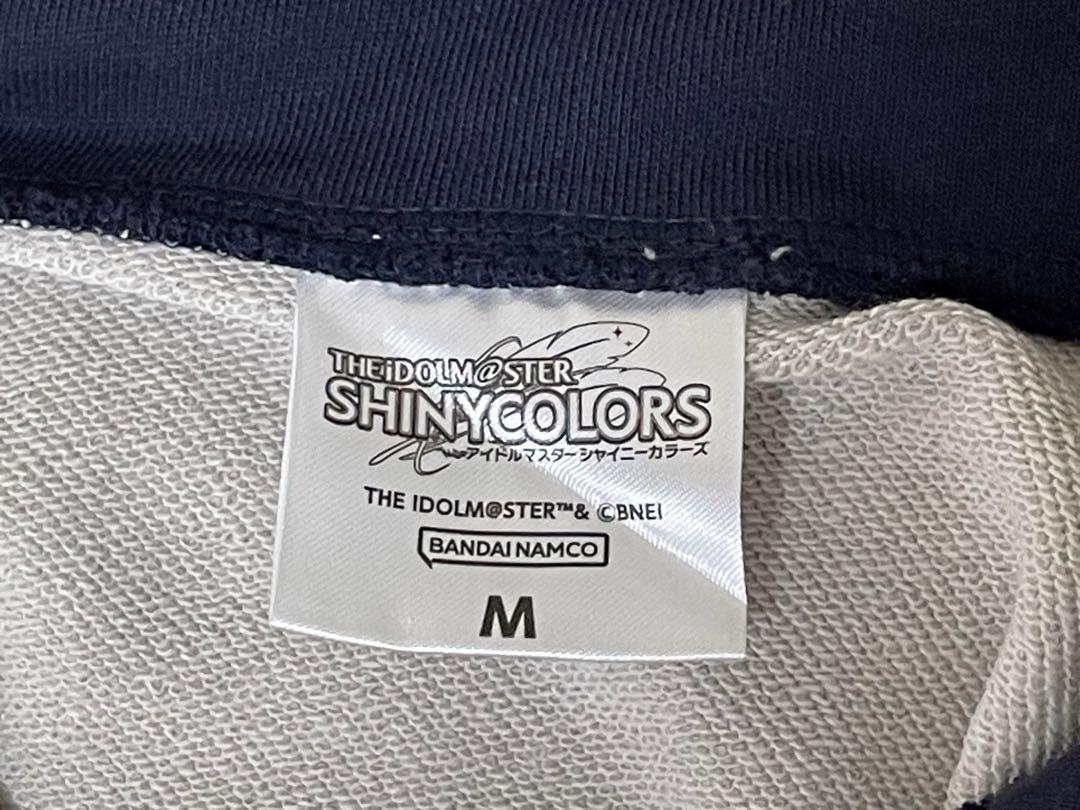 THE iDOLM@STER
SHINYCOLORS
アイドルマスター シャイニーカラーズ
THE IDOLM@STER™& ©BNEI
BANDAI NAMCO
M